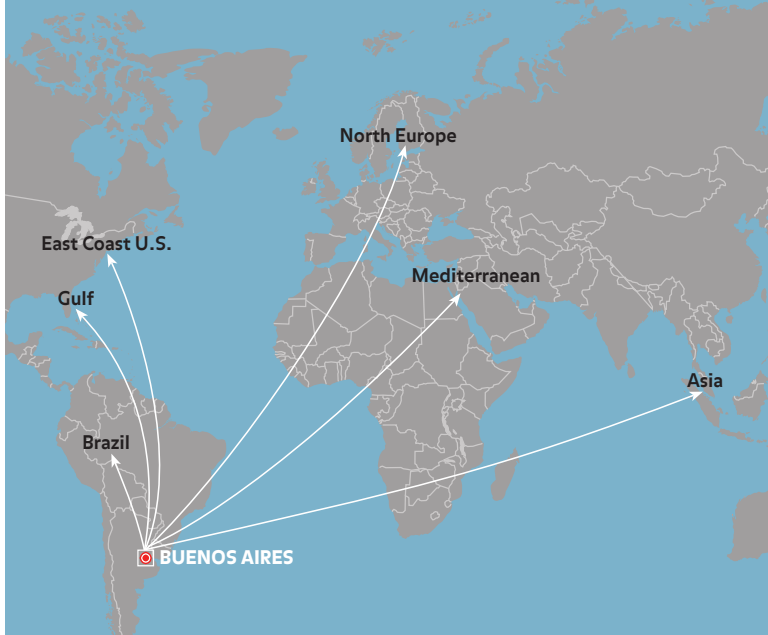 North Europe
East Coast U.S.
Mediterranean
Gulf
Asia
Brazil
BUENOS AIRES